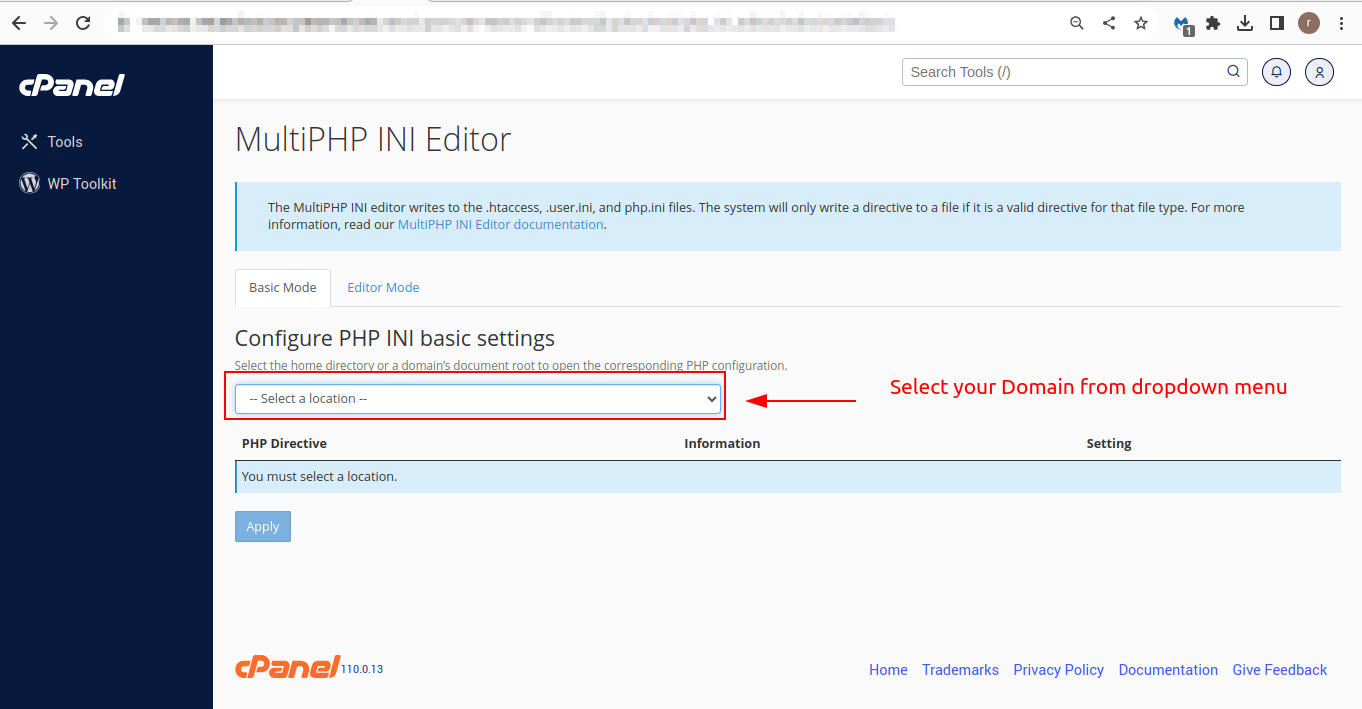 1
r
cPanel
Search Tools (/)
Tools
WP Toolkit
MultiPHP INI Editor
The MultiPHP INI editor writes to the .htaccess, .user.ini, and php.ini files. The system will only write a directive to a file if it is a valid directive for that file type. For more
information, read our MultiPHP INI Editor documentation.
Basic Mode
Editor Mode
Configure PHP INI basic settings
Select the home directory or a domain's document root to open the corresponding PHP configuration.
-- Select a location --
Select your Domain from dropdown menu
PHP Directive Information Setting
You must select a location.
Apply
cPanel 110.0.13
Home Trademarks Privacy Policy Documentation Give Feedback